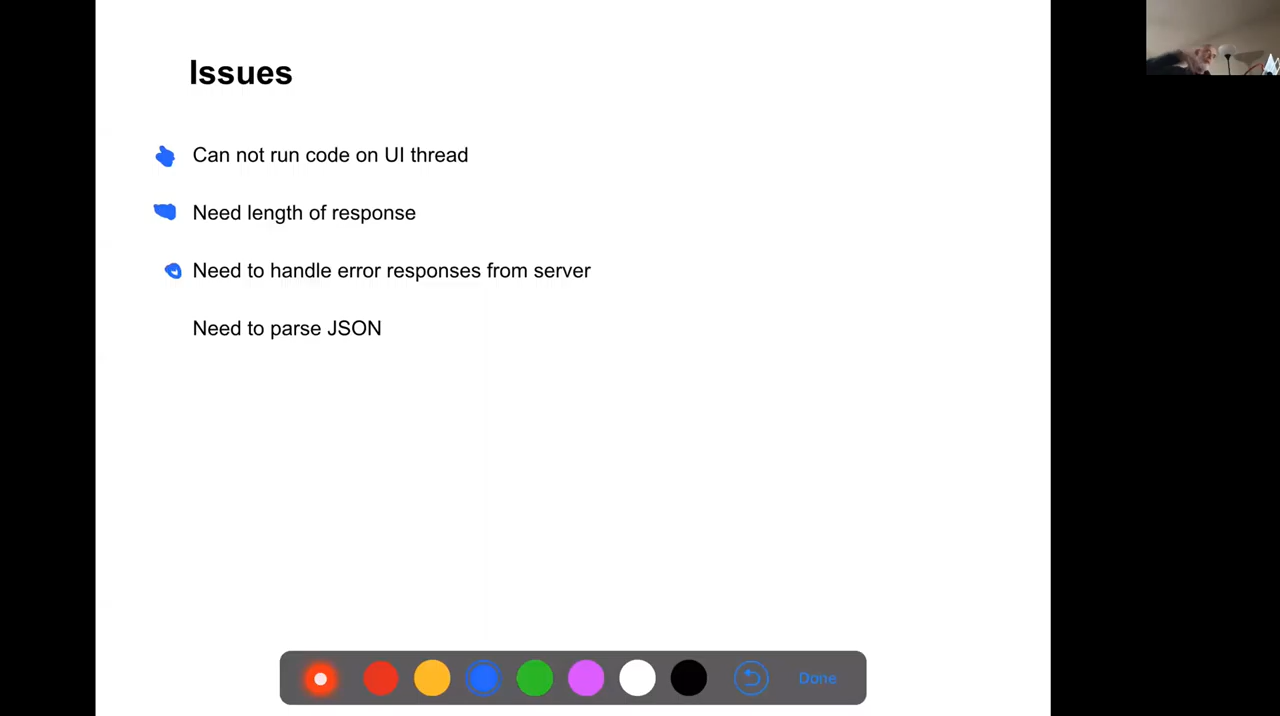 Issues
Can not run code on UI thread
Need length of response
Need to handle error responses from server
Need to parse JSON
Done